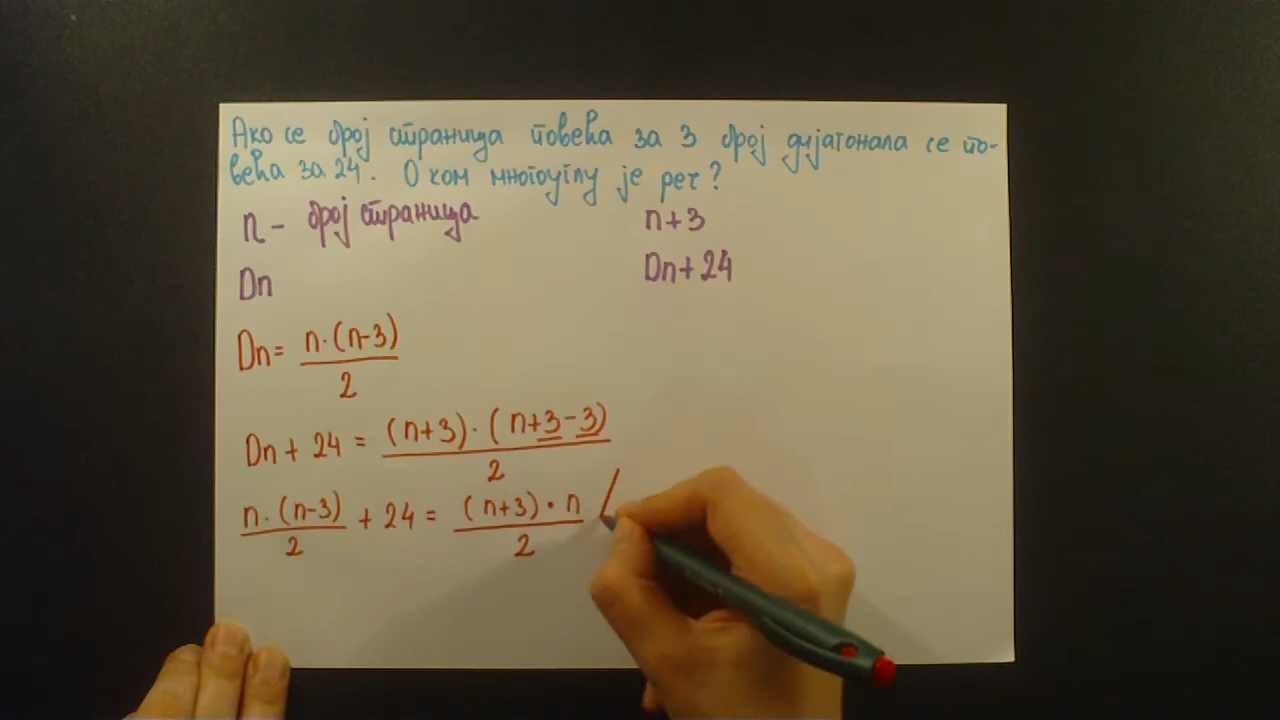 Ако се број страница повећа за 3 број дијагонала се по-
већа за 24. О ком многоуглу је реч?
n - број страница
n+3
Dn
Dn+24
Dn= n·(n-3)/2
Dn + 24 = (n+3)·(n+3-3)/2
n·(n-3)/2 + 24 = (n+3)·n/2 /